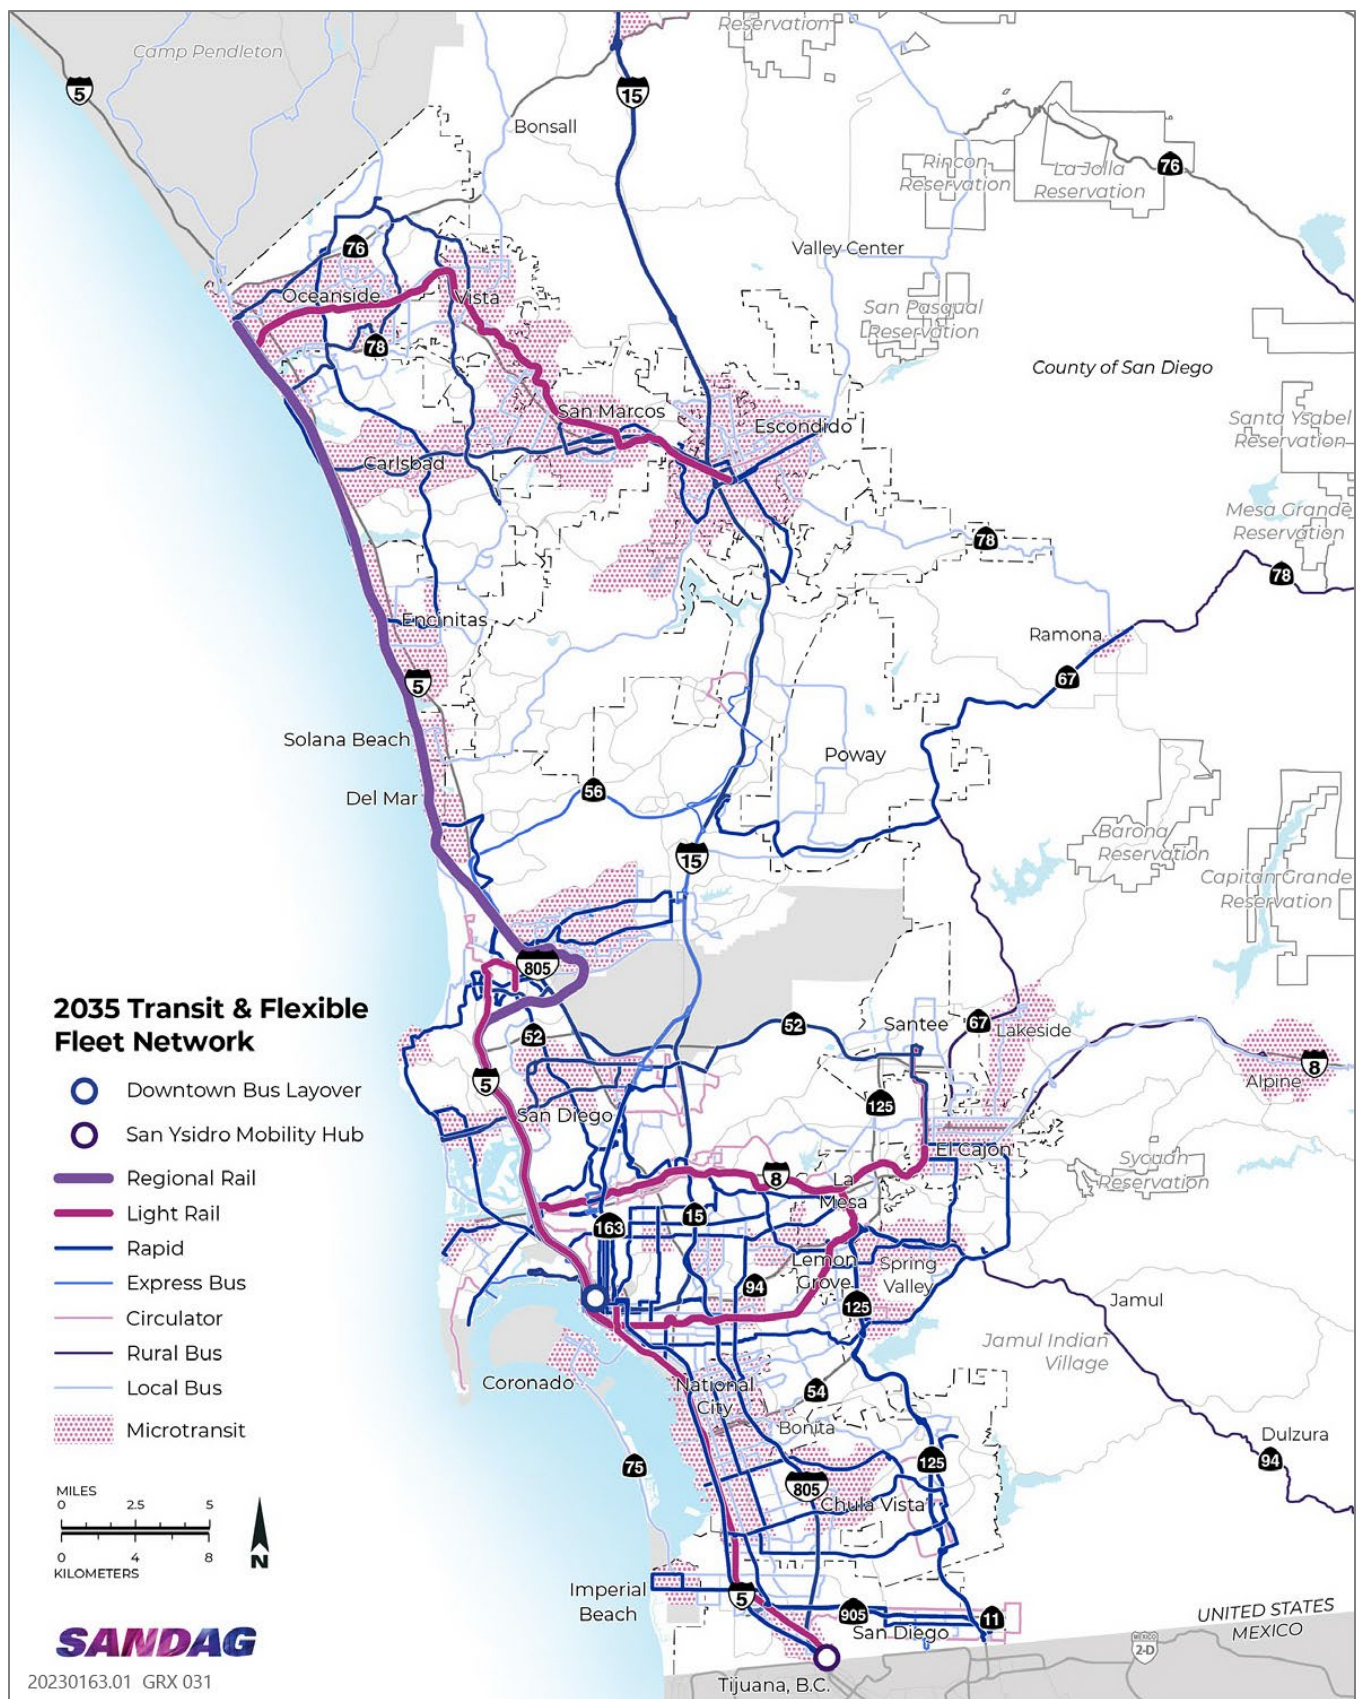 Camp Pendleton
Reservation
5
15
Bonsall
Rincon
Reservation
La Jolla
Reservation
76
76
Valley Center
Oceanside
Vista
San Pasqual
Reservation
78
County of San Diego
San Marcos
Escondido
Santa Ysabel
Reservation
Carlsbad
Mesa Grande
Reservation
78
78
Encinitas
Ramona
67
5
Solana Beach
Poway
Del Mar
56
15
Barona
Reservation
Capitan Grande
Reservation
805
2035 Transit & Flexible
Fleet Network
52
52
Santee
67
Lakeside
5
8
Alpine
Downtown Bus Layover
125
San Diego
San Ysidro Mobility Hub
El Cajon
Sycuan
Reservation
Regional Rail
8
La
Mesa
Light Rail
163
15
Rapid
Lemon
Grove
Spring
Valley
Express Bus
94
125
Jamul
Circulator
Jamul Indian
Village
Rural Bus
Coronado
National
City
54
Local Bus
Bonita
Microtransit
Dulzura
94
75
125
805
Chula Vista
MILES
0 2.5 5
0 4 8
KILOMETERS
N
Imperial
Beach
5
905
San Diego
11
UNITED STATES
MEXICO
MEXICO
2-D
SANDAG
20230163.01 GRX 031
Tijuana, B.C.